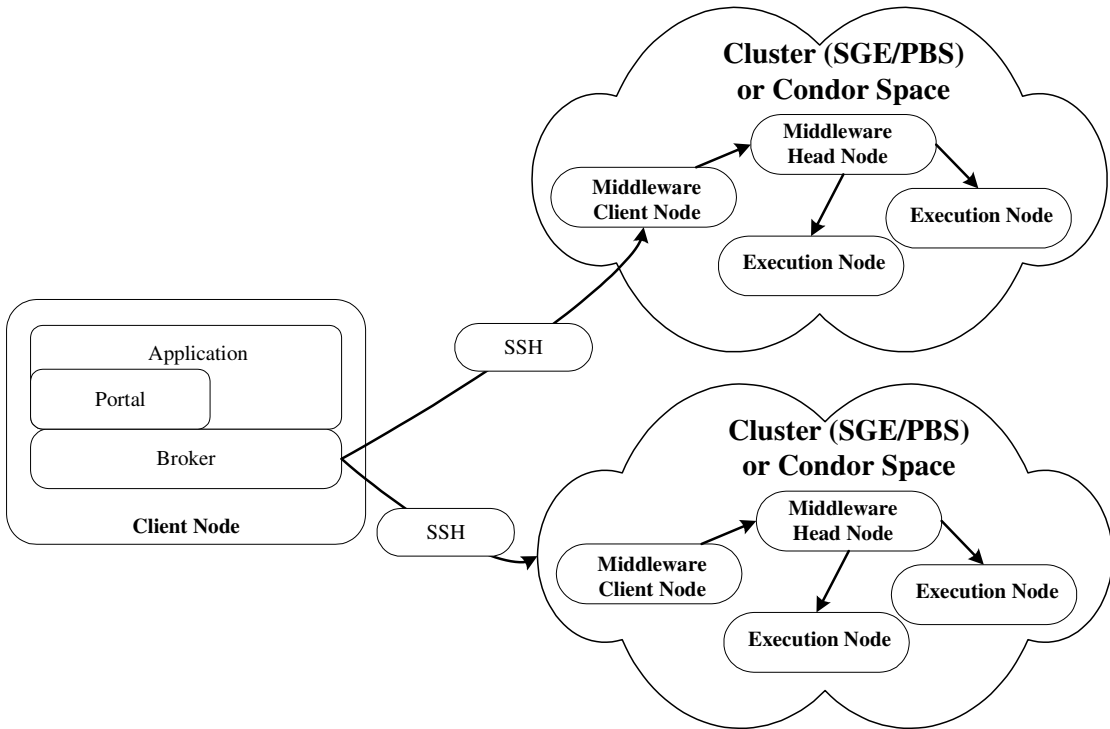 Cluster (SGE/PBS)
or Condor Space
Middleware
Head Node
Middleware
Client Node
Execution Node
Execution Node
SSH
Application
Portal
Broker
Client Node
SSH
Cluster (SGE/PBS)
or Condor Space
Middleware
Head Node
Middleware
Client Node
Execution Node
Execution Node